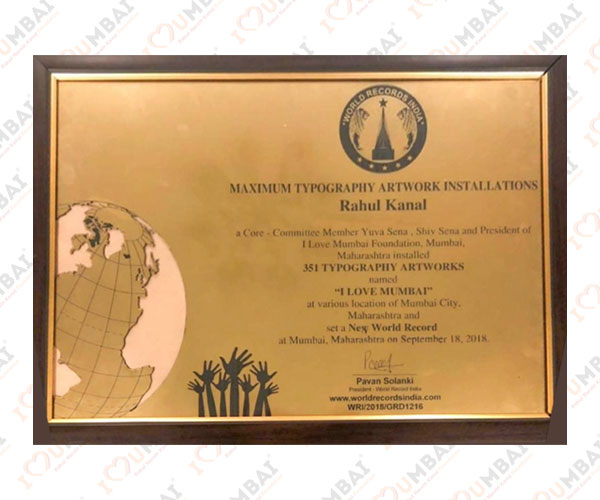 WORLD RECORDS INDIA
MAXIMUM TYPOGRAPHY ARTWORK INSTALLATIONS
Rahul Kanal
a Core - Committee Member Yuva Sena , Shiv Sena and President of
I Love Mumbai Foundation, Mumbai,
Maharashtra installed
351 TYPOGRAPHY ARTWORKS
named
"I LOVE MUMBAI"
at various location of Mumbai City,
Maharashtra and
set a New World Record
at Mumbai, Maharashtra on September 18, 2018.
Pavan Solanki
President - World Record India
www.worldrecordsindia.com
WRI/2018/GRD1216